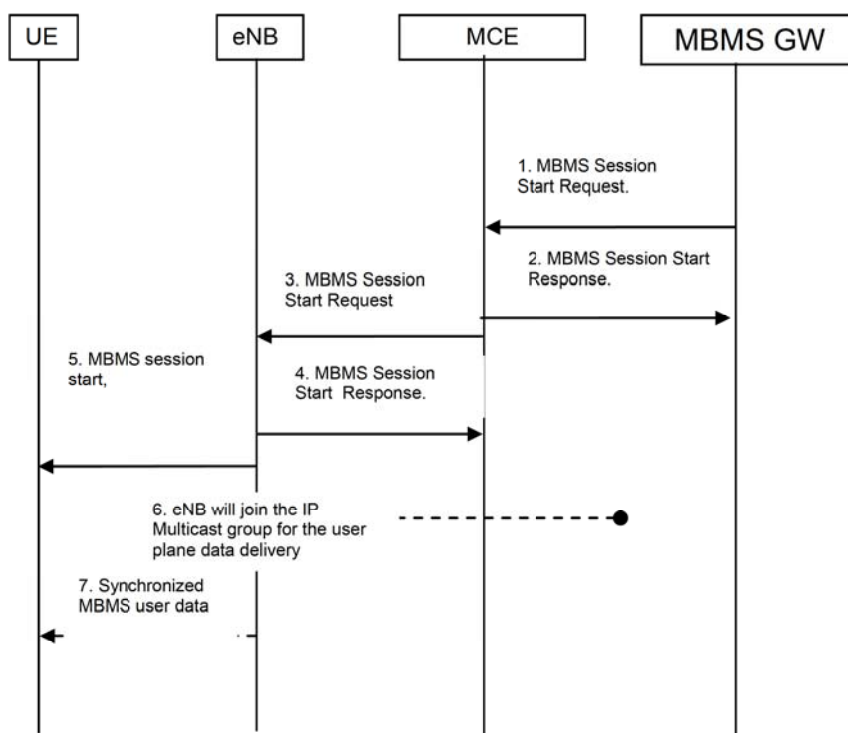 UE
eNB
MCE
MBMS GW
1. MBMS Session
Start Request.
2. MBMS Session Start
Response.
3. MBMS Session
Start Request
4. MBMS Session
Start Response.
5. MBMS session
start,
6. eNB will join the IP
Multicast group for the user
plane data delivery
7. Synchronized
MBMS user data